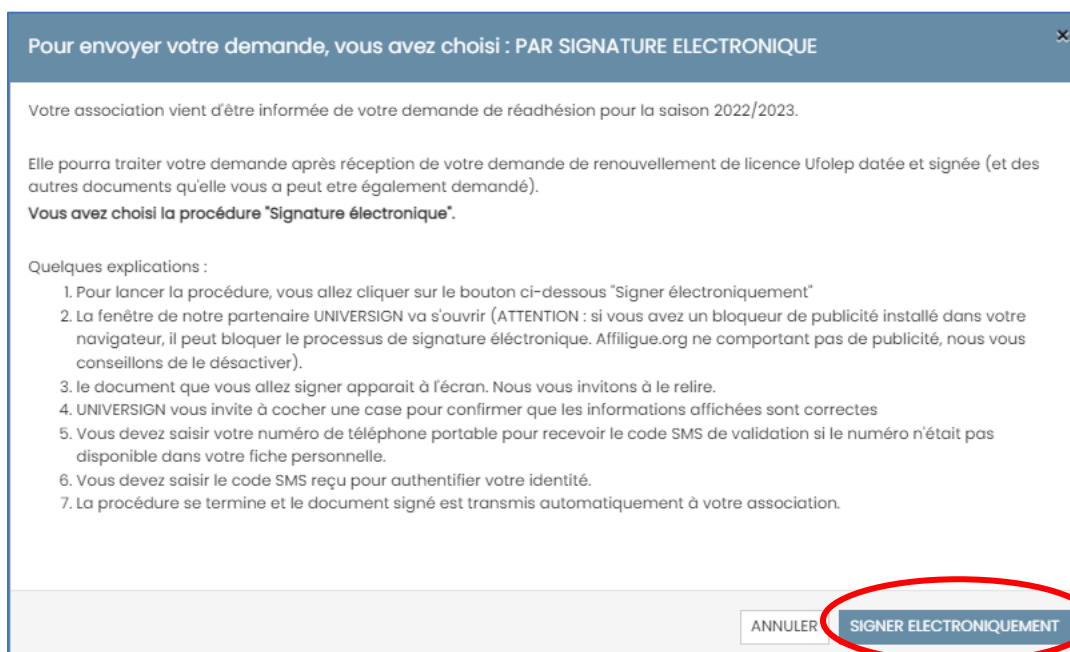 Pour envoyer votre demande, vous avez choisi : PAR SIGNATURE ELECTRONIQUE
×
Votre association vient d'être informée de votre demande de réadhésion pour la saison 2022/2023.
Elle pourra traiter votre demande après réception de votre demande de renouvellement de licence Ufolep datée et signée (et des
autres documents qu'elle vous a peut etre également demandé).
Vous avez choisi la procédure "Signature électronique".
Quelques explications :
1. Pour lancer la procédure, vous allez cliquer sur le bouton ci-dessous "Signer électroniquement"
2. La fenêtre de notre partenaire UNIVERSIGN va s'ouvrir (ATTENTION : si vous avez un bloqueur de publicité installé dans votre
navigateur, il peut bloquer le processus de signature éléctronique. Affiligue.org ne comportant pas de publicité, nous vous
conseillons de le désactiver).
3. le document que vous allez signer apparait à l'écran. Nous vous invitons à le relire.
4. UNIVERSIGN vous invite à cocher une case pour confirmer que les informations affichées sont correctes
5. Vous devez saisir votre numéro de téléphone portable pour recevoir le code SMS de validation si le numéro n'était pas
disponible dans votre fiche personnelle.
6. Vous devez saisir le code SMS reçu pour authentifier votre identité.
7. La procédure se termine et le document signé est transmis automatiquement à votre association.
ANNULER
SIGNER ELECTRONIQUEMENT